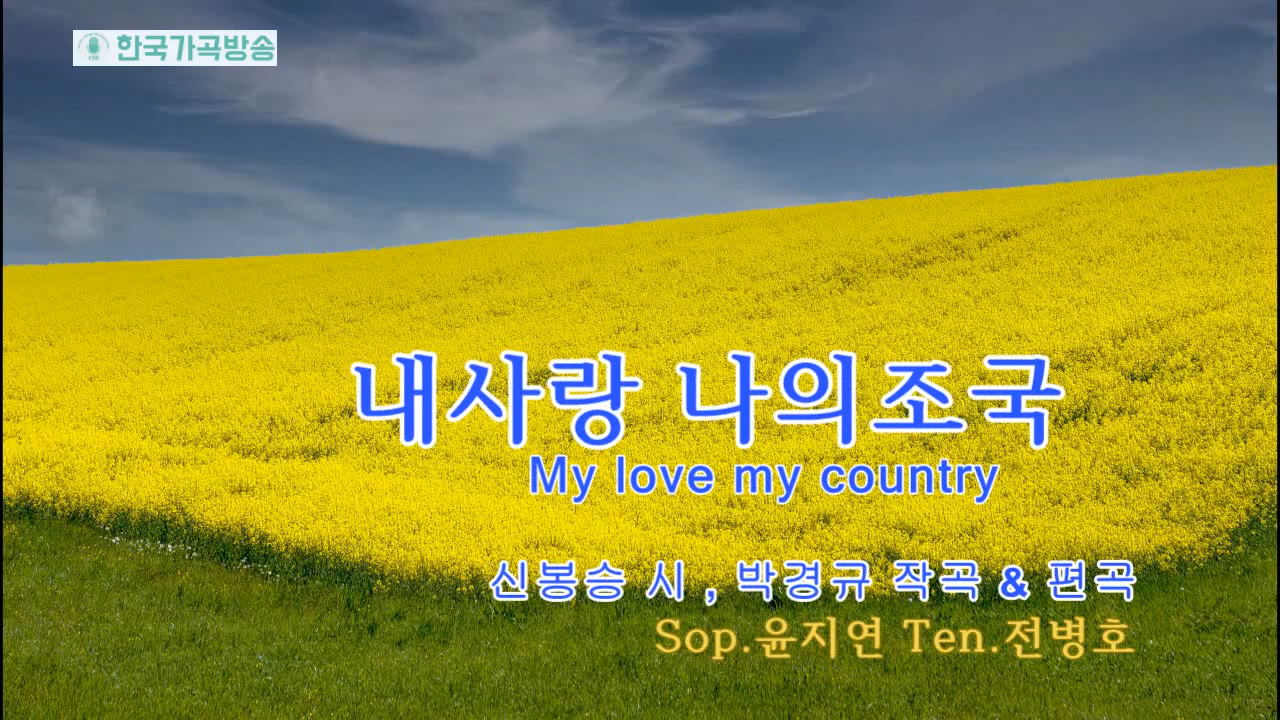 한국가곡방송
내사랑 나의조국
My love my country
신봉승 시 , 박경규 작곡 & 편곡
Sop.윤지연 Ten.전병호